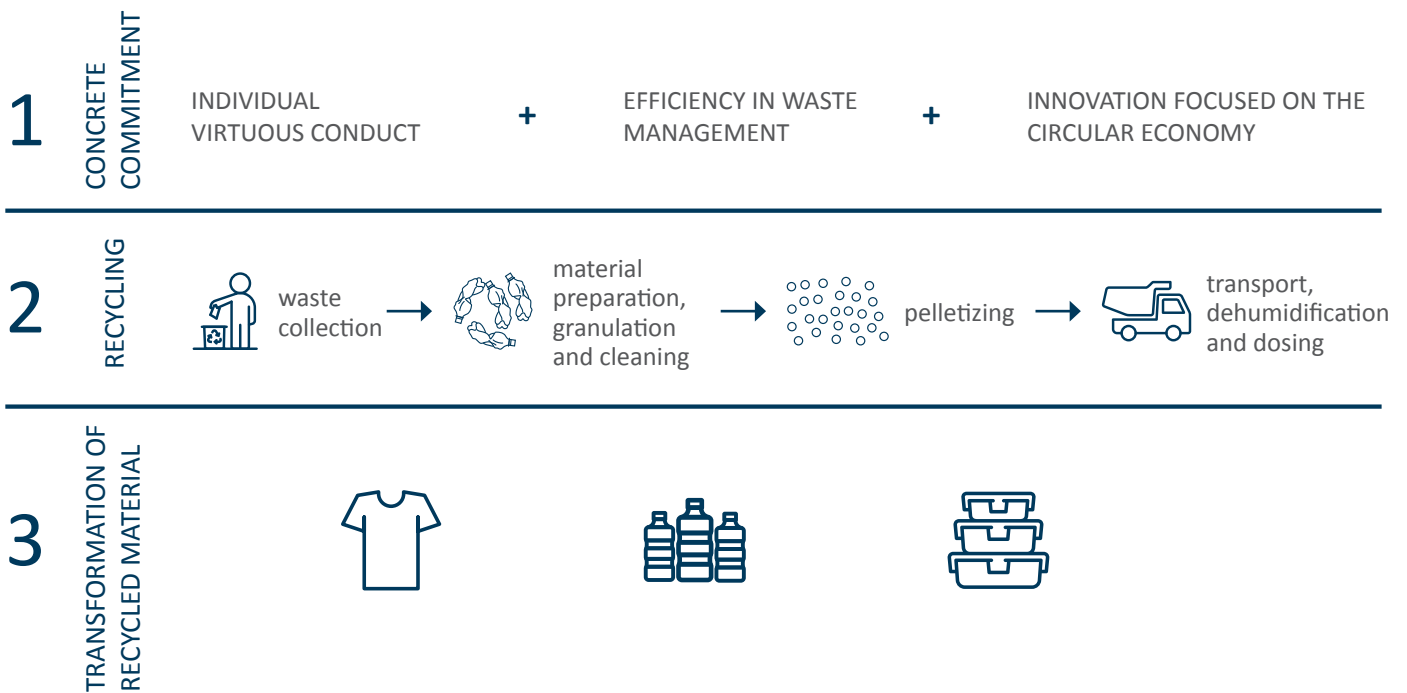 1
CONCRETE
COMMITMENT
INDIVIDUAL
VIRTUOUS CONDUCT
+
EFFICIENCY IN WASTE
MANAGEMENT
+
INNOVATION FOCUSED ON THE
CIRCULAR ECONOMY
2
RECYCLING
waste
collection
material
preparation,
granulation
and cleaning
pelletizing
transport,
dehumidification
and dosing
3
TRANSFORMATION OF
RECYCLED MATERIAL